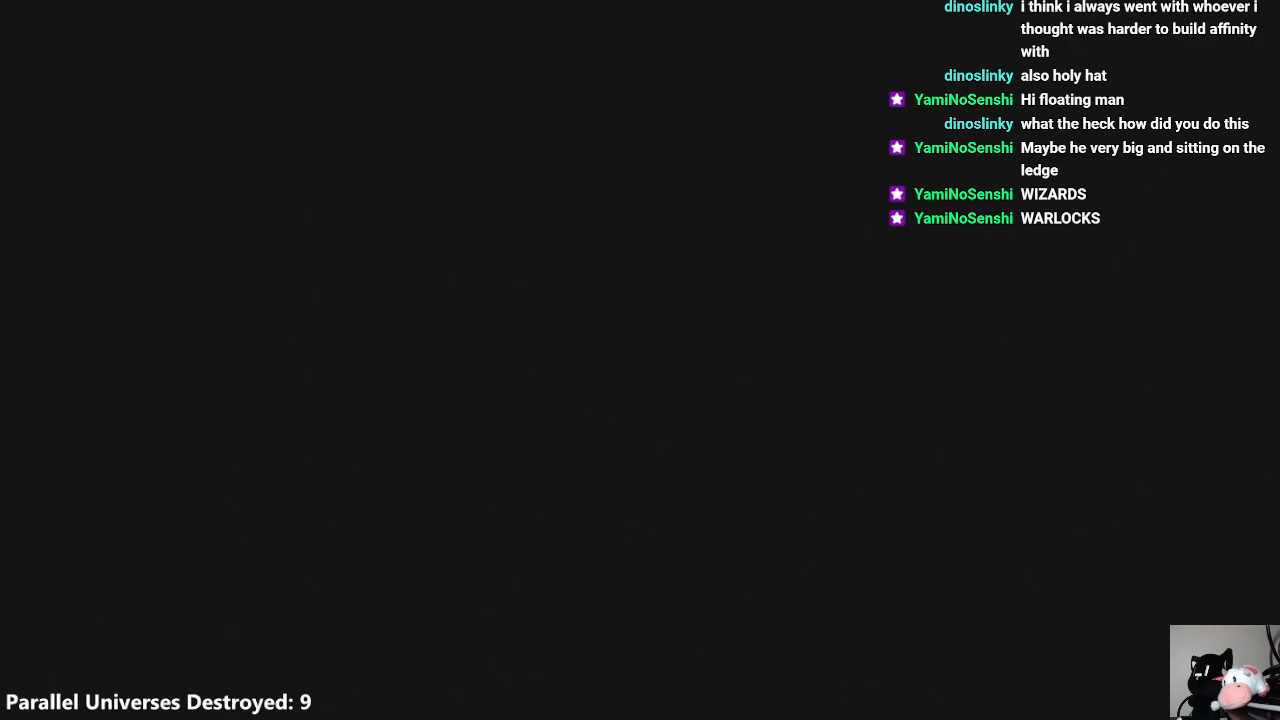 dinoslinky i think i always went with whoever i
thought was harder to build affinity
with
dinoslinky also holy hat
YamiNoSenshi Hi floating man
dinoslinky what the heck how did you do this
YamiNoSenshi Maybe he very big and sitting on the
ledge
YamiNoSenshi WIZARDS
YamiNoSenshi WARLOCKS
Parallel Universes Destroyed: 9